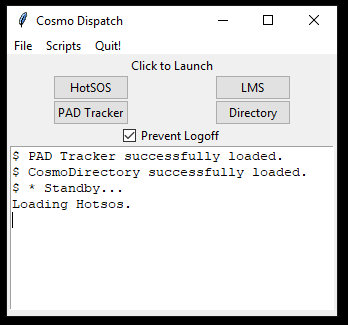 Cosmo Dispatch
File Scripts Quit!
Click to Launch
HotSOS LMS
PAD Tracker Directory
Prevent Logoff
$ PAD Tracker successfully loaded.
$ CosmoDirectory successfully loaded.
$ * Standby...
Loading Hotsos.